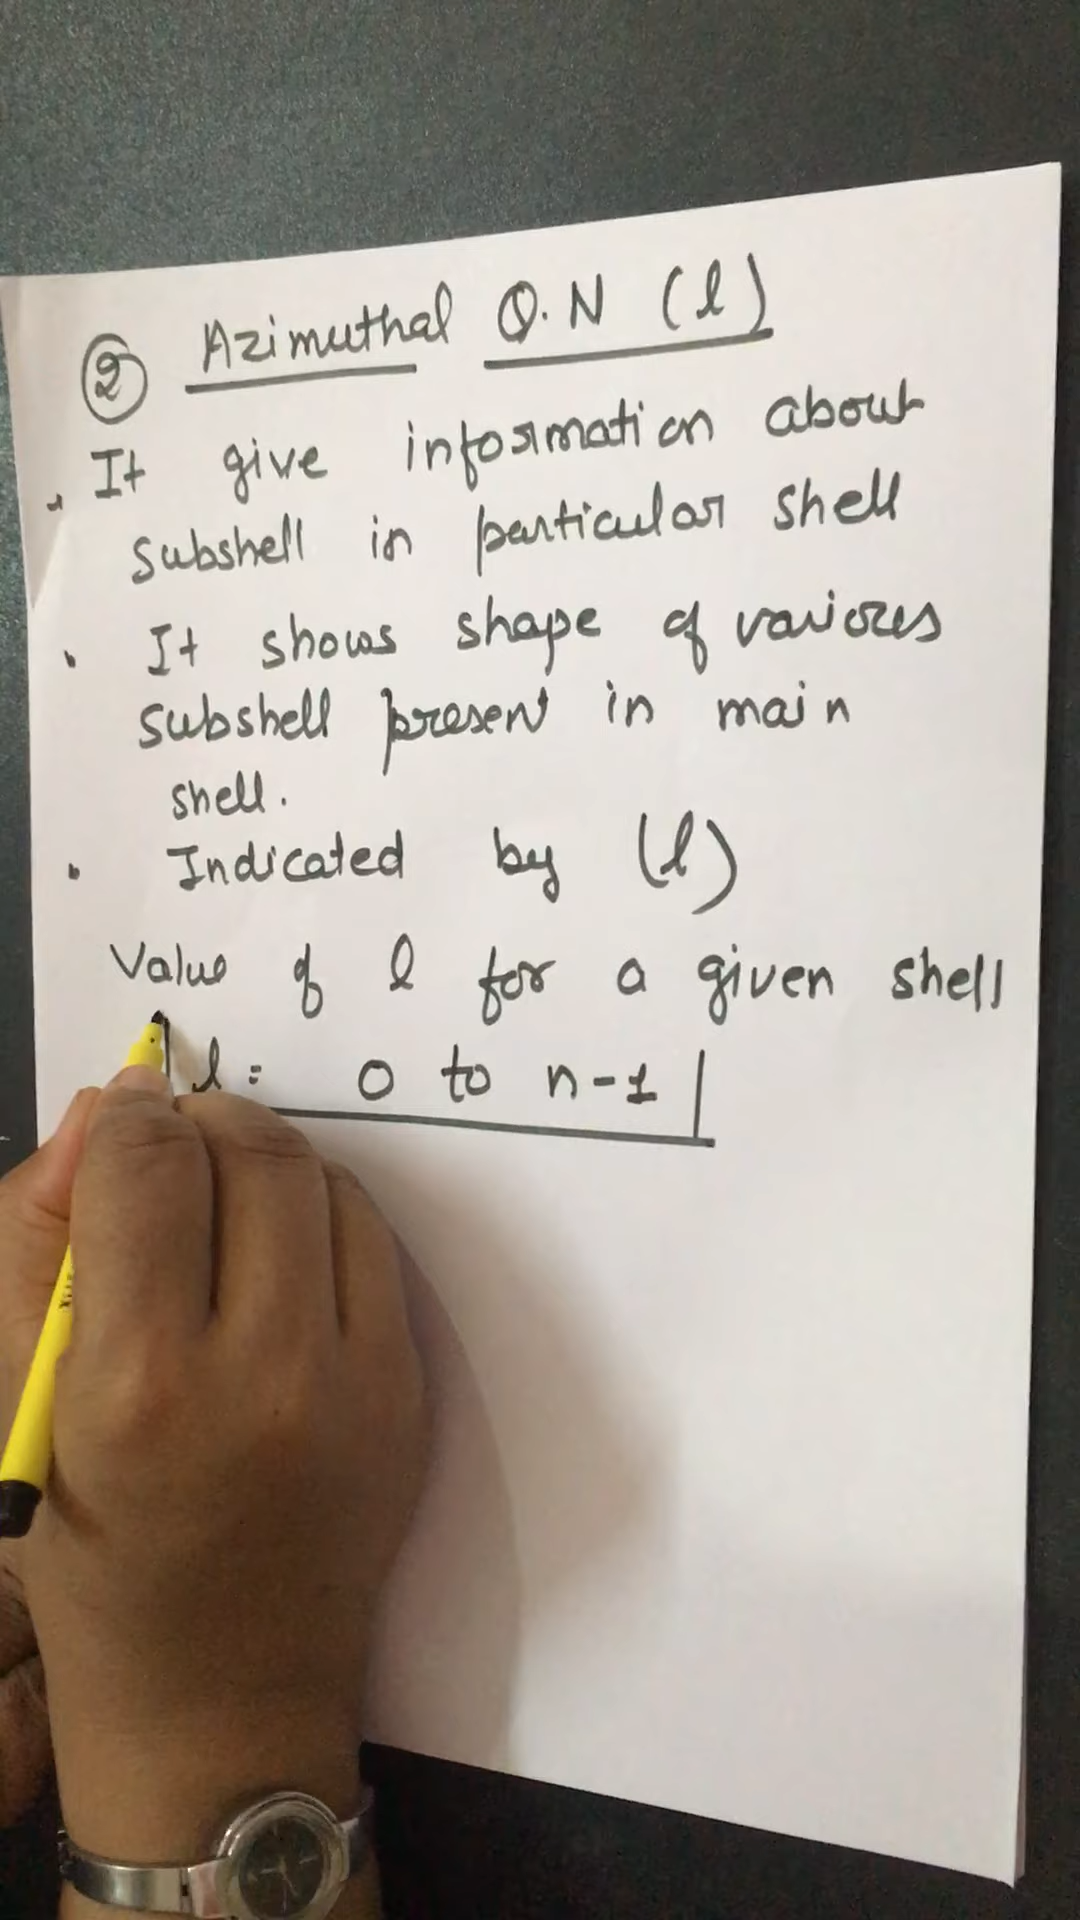 ② Azimuthal Q.N (l)
. It give information about
subshell in particular shell
. It shows shape of various
subshell present in main
shell.
. Indicated by (l)
Value of l for a given shell
l = 0 to n-1